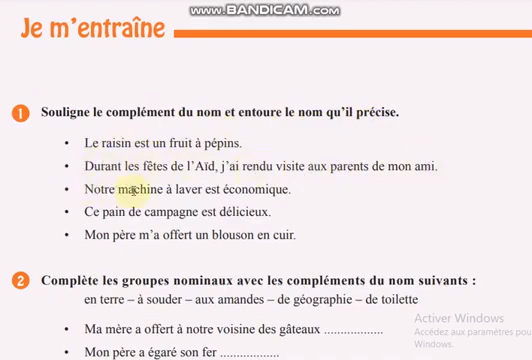 www.BANDICAM.com
Je m'entraîne
1 Souligne le complément du nom et entoure le nom qu'il précise.
• Le raisin est un fruit à pépins.
• Durant les fêtes de l'Aïd, j'ai rendu visite aux parents de mon ami.
• Notre machine à laver est économique.
• Ce pain de campagne est délicieux.
• Mon père m'a offert un blouson en cuir.
2 Complète les groupes nominaux avec les compléments du nom suivants :
en terre – à souder – aux amandes – de géographie – de toilette
Activer Windows
Accédez aux paramètres pou
Windows.
• Ma mère a offert à notre voisine des gâteaux .................
• Mon père a égaré son fer .................